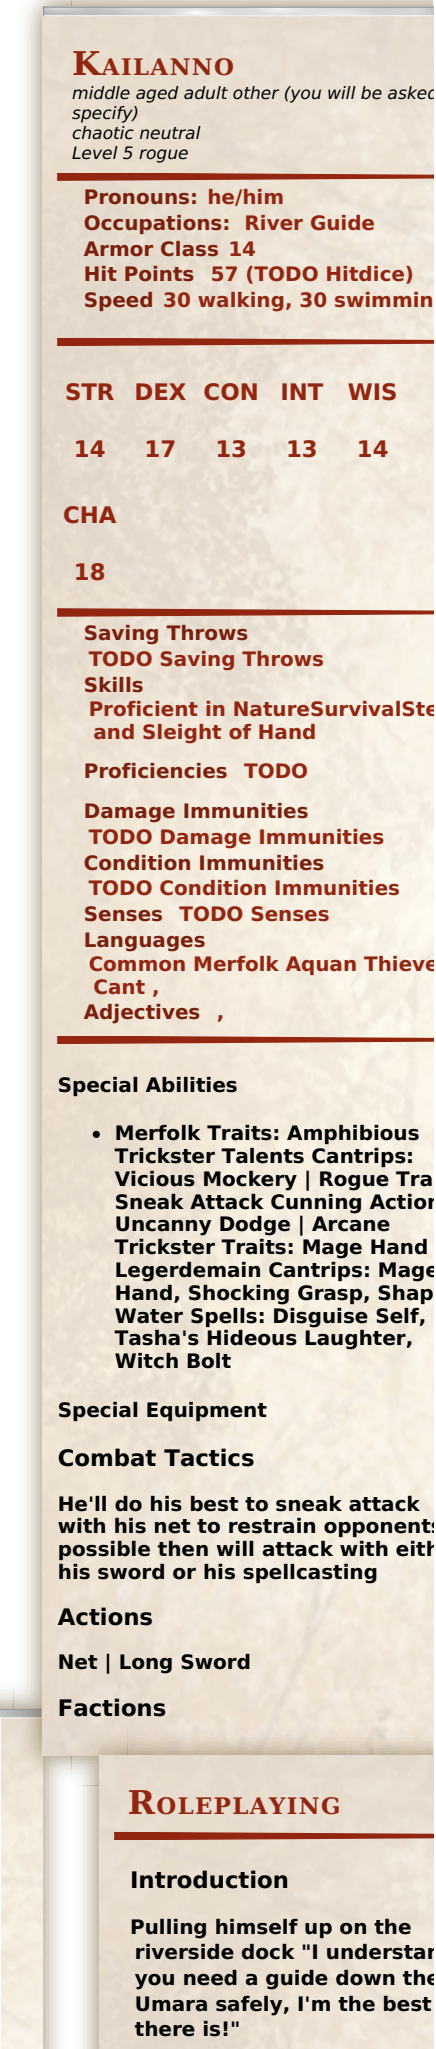 Kailanno
middle aged adult other (you will be asked
specify)
chaotic neutral
Level 5 rogue
Pronouns: he/him
Occupations: River Guide
Armor Class 14
Hit Points 57 (TODO Hitdice)
Speed 30 walking, 30 swimmin
STR DEX CON INT WIS
14 17 13 13 14
CHA
18
Saving Throws
TODO Saving Throws
Skills
Proficient in NatureSurvivalSte
and Sleight of Hand
Proficiencies TODO
Damage Immunities
TODO Damage Immunities
Condition Immunities
TODO Condition Immunities
Senses TODO Senses
Languages
Common Merfolk Aquan Thieve
Cant ,
Adjectives ,
Special Abilities
• Merfolk Traits: Amphibious
Trickster Talents Cantrips:
Vicious Mockery | Rogue Tra
Sneak Attack Cunning Action
Uncanny Dodge | Arcane
Trickster Traits: Mage Hand
Legerdemain Cantrips: Mage
Hand, Shocking Grasp, Shap
Water Spells: Disguise Self,
Tasha's Hideous Laughter,
Witch Bolt
Special Equipment
Combat Tactics
He'll do his best to sneak attack
with his net to restrain opponents
possible then will attack with eith
his sword or his spellcasting
Actions
Net | Long Sword
Factions
Roleplaying
Introduction
Pulling himself up on the
riverside dock "I understan
you need a guide down the
Umara safely, I'm the best
there is!"